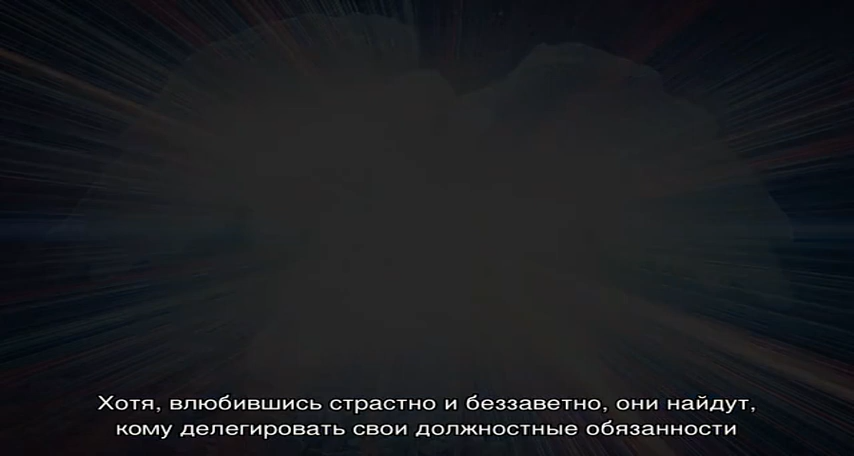 Хотя, влюбившись страстно и беззаветно, они найдут,
кому делегировать свои должностные обязанности